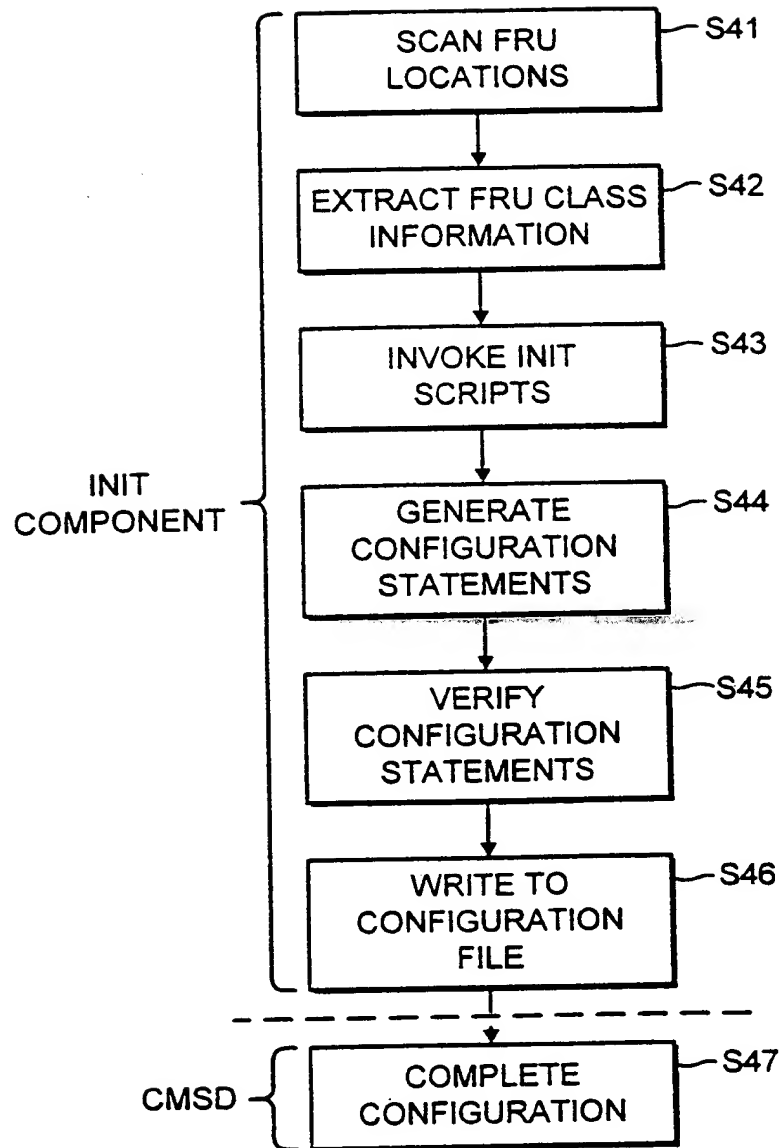 SCAN FRU
LOCATIONS
S41
EXTRACT FRU CLASS
INFORMATION
S42
INVOKE INIT
SCRIPTS
S43
INIT
COMPONENT
GENERATE
CONFIGURATION
STATEMENTS
S44
VERIFY
CONFIGURATION
STATEMENTS
S45
WRITE TO
CONFIGURATION
FILE
S46
CMSD
COMPLETE
CONFIGURATION
S47